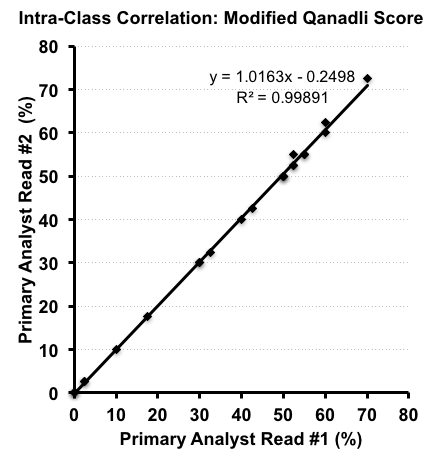 Intra-Class Correlation: Modified Qanadli Score
80
70
60
50
40
30
20
10
0
y = 1.0163x - 0.2498
R² = 0.99891
Primary Analyst Read #2 (%)
0 10 20 30 40 50 60 70 80
Primary Analyst Read #1 (%)